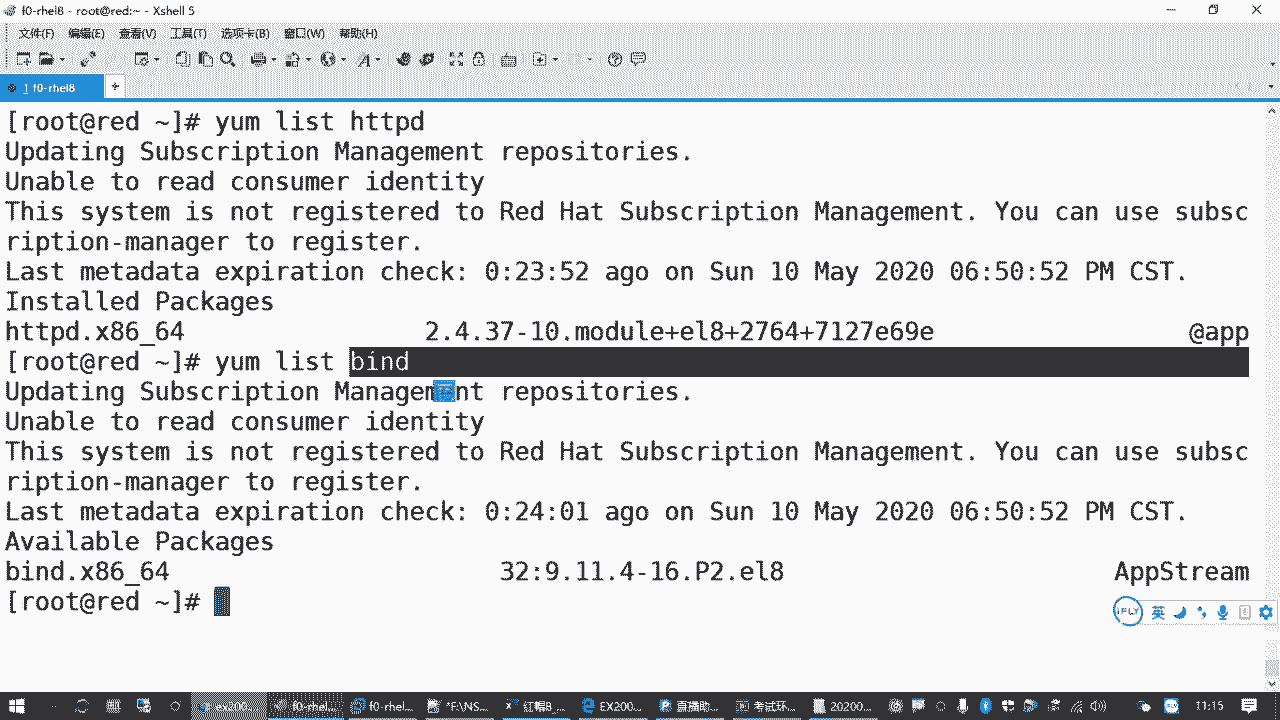 f0-rhel8 - root@red:~ - Xshell 5
文件(F) 编辑(E) 查看(V) 工具(T) 选项卡(B) 窗口(W) 帮助(H)
1 f0-rhel8 +
[root@red ~]# yum list httpd
Updating Subscription Management repositories.
Unable to read consumer identity
This system is not registered to Red Hat Subscription Management. You can use subsc
ription-manager to register.
Last metadata expiration check: 0:23:52 ago on Sun 10 May 2020 06:50:52 PM CST.
Installed Packages
httpd.x86_64 2.4.37-10.module+el8+2764+7127e69e @app
[root@red ~]# yum list bind
Updating Subscription Management repositories.
Unable to read consumer identity
This system is not registered to Red Hat Subscription Management. You can use subsc
ription-manager to register.
Last metadata expiration check: 0:24:01 ago on Sun 10 May 2020 06:50:52 PM CST.
Available Packages
bind.x86_64 32:9.11.4-16.P2.el8 AppStream
[root@red ~]#
iFLY 英
f0-rhel... f0-rhel... *F:\NS... 红帽8... EX200... 直播助... 考试环... 20200... 11:15